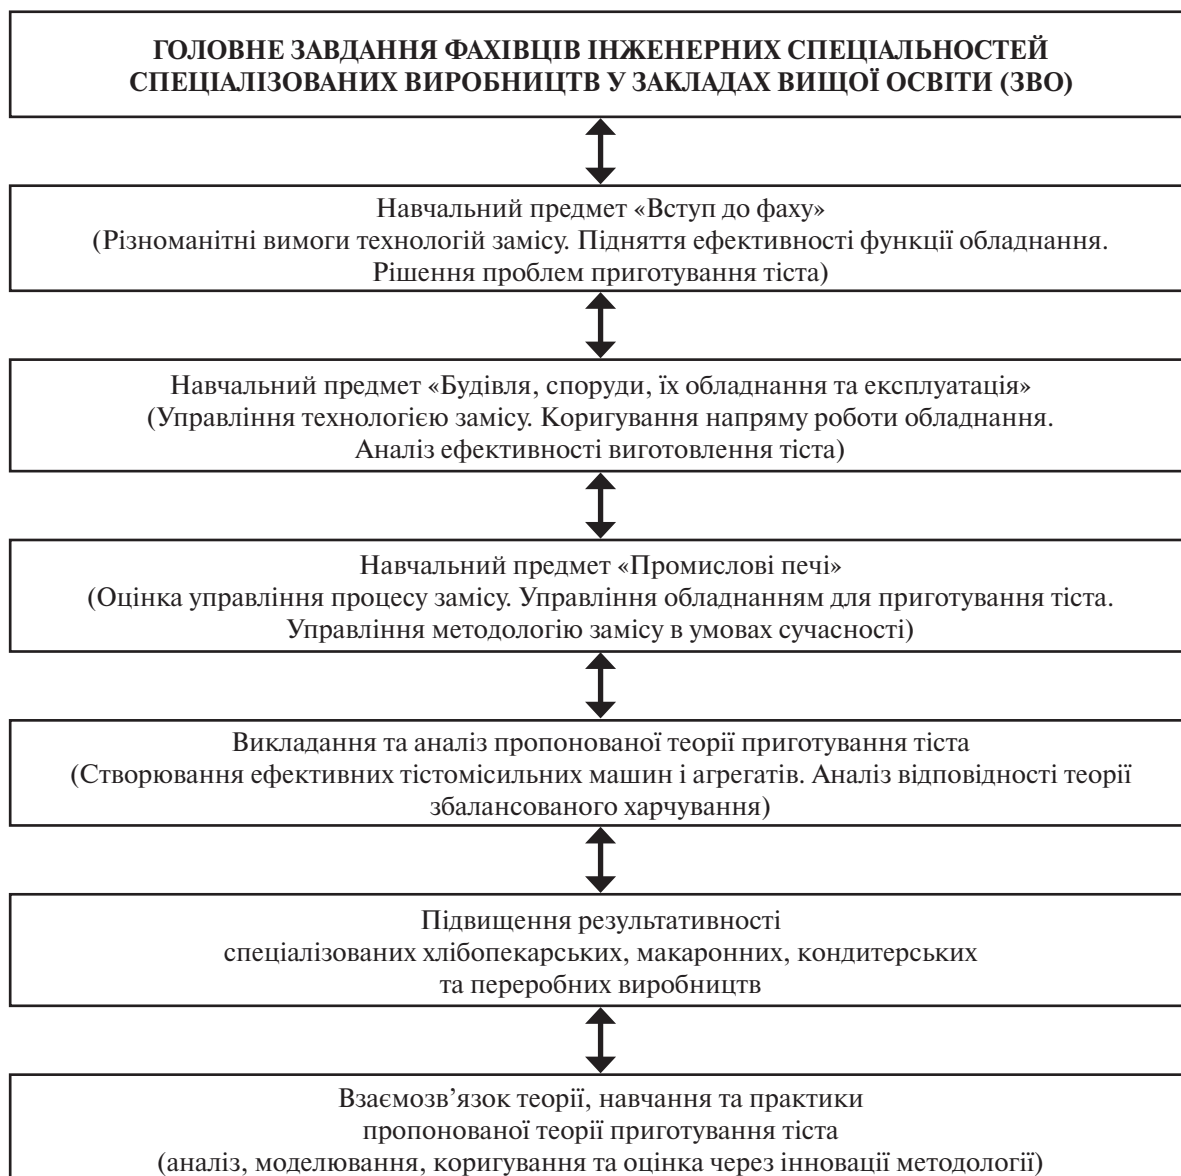 ГОЛОВНЕ ЗАВДАННЯ ФАХІВЦІВ ІНЖЕНЕРНИХ СПЕЦІАЛЬНОСТЕЙ
СПЕЦІАЛІЗОВАНИХ ВИРОБНИЦТВ У ЗАКЛАДАХ ВИЩОЇ ОСВІТИ (ЗВО)
Навчальний предмет «Вступ до фаху»
(Різноманітні вимоги технологій замісу. Підняття ефективності функції обладнання.
Рішення проблем приготування тіста)
Навчальний предмет «Будівля, споруди, їх обладнання та експлуатація»
(Управління технологією замісу. Коригування напряму роботи обладнання.
Аналіз ефективності виготовлення тіста)
Навчальний предмет «Промислові печі»
(Оцінка управління процесу замісу. Управління обладнанням для приготування тіста.
Управління методологію замісу в умовах сучасності)
Викладання та аналіз пропонованої теорії приготування тіста
(Створювання ефективних тістомісильних машин і агрегатів. Аналіз відповідності теорії
збалансованого харчування)
Підвищення результативності
спеціалізованих хлібопекарських, макаронних, кондитерських
та переробних виробництв
Взаємозв’язок теорії, навчання та практики
пропонованої теорії приготування тіста
(аналіз, моделювання, коригування та оцінка через інновації методології)